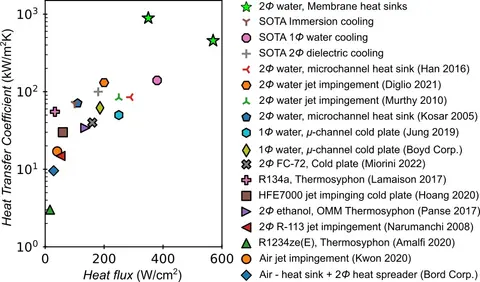 10³
10²
10¹
10⁰
Heat Transfer Coefficient (kW/m²K)
0 200 400 600
Heat flux (W/cm²)
2Φ water, Membrane heat sinks
SOTA Immersion cooling
SOTA 1Φ water cooling
SOTA 2Φ dielectric cooling
2Φ water, microchannel heat sink (Han 2016)
2Φ water jet impingement (Diglio 2021)
2Φ water jet impingement (Murthy 2010)
2Φ water, microchannel heat sink (Kosar 2005)
1Φ water, μ-channel cold plate (Jung 2019)
1Φ water, μ-channel cold plate (Boyd Corp.)
2Φ FC-72, Cold plate (Miorini 2022)
R134a, Thermosyphon (Lamaison 2017)
HFE7000 jet impinging cold plate (Hoang 2020)
2Φ ethanol, OMM Thermosyphon (Panse 2017)
2Φ R-113 jet impingement (Narumanchi 2008)
R1234ze(E), Thermosyphon (Amalfi 2020)
Air jet impingement (Kwon 2020)
Air - heat sink + 2Φ heat spreader (Bord Corp.)